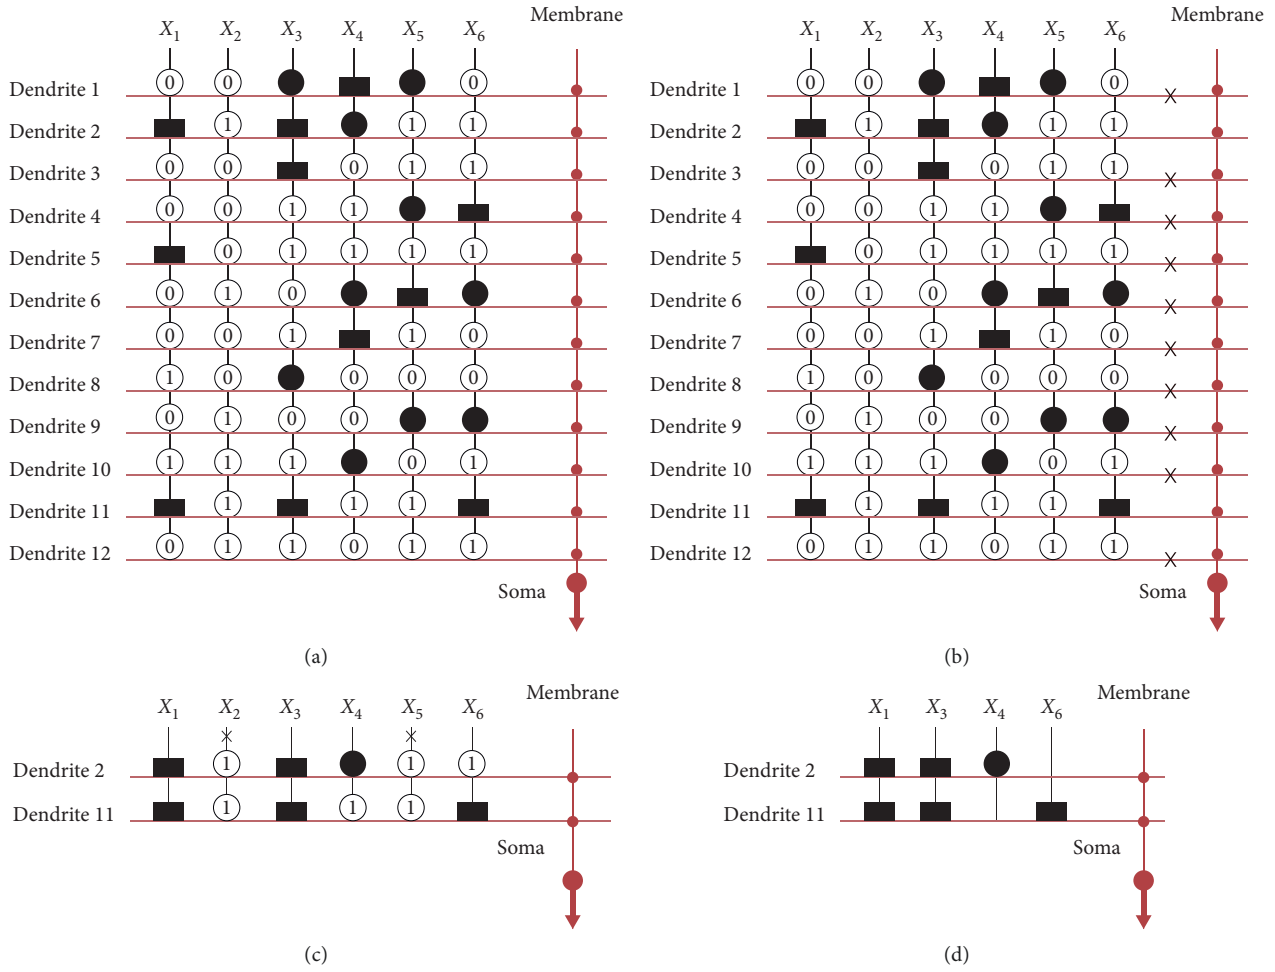 Membrane
X1 X2 X3 X4 X5 X6
Dendrite 1 0 0 0
Dendrite 2 1 1 1
Dendrite 3 0 0 0 1 1
Dendrite 4 0 0 1 1
Dendrite 5 0 1 1 1 1
Dendrite 6 0 1 0
Dendrite 7 0 0 1 1 0
Dendrite 8 1 0 0 0 0
Dendrite 9 0 1 0 0
Dendrite 10 1 1 1 0 1
Dendrite 11 1 1 1
Dendrite 12 0 1 1 0 1 1
Soma
(a)
Membrane
X1 X2 X3 X4 X5 X6
Dendrite 1 0 0 0
Dendrite 2 1 1 1
Dendrite 3 0 0 0 1 1
Dendrite 4 0 0 1 1
Dendrite 5 0 1 1 1 1
Dendrite 6 0 1 0
Dendrite 7 0 0 1 1 0
Dendrite 8 1 0 0 0 0
Dendrite 9 0 1 0 0
Dendrite 10 1 1 1 0 1
Dendrite 11 1 1 1
Dendrite 12 0 1 1 0 1 1
Soma
(b)
Membrane
X1 X2 X3 X4 X5 X6
Dendrite 2 1 1 1
Dendrite 11 1 1 1
Soma
(c)
Membrane
X1 X3 X4 X6
Dendrite 2
Dendrite 11
Soma
(d)